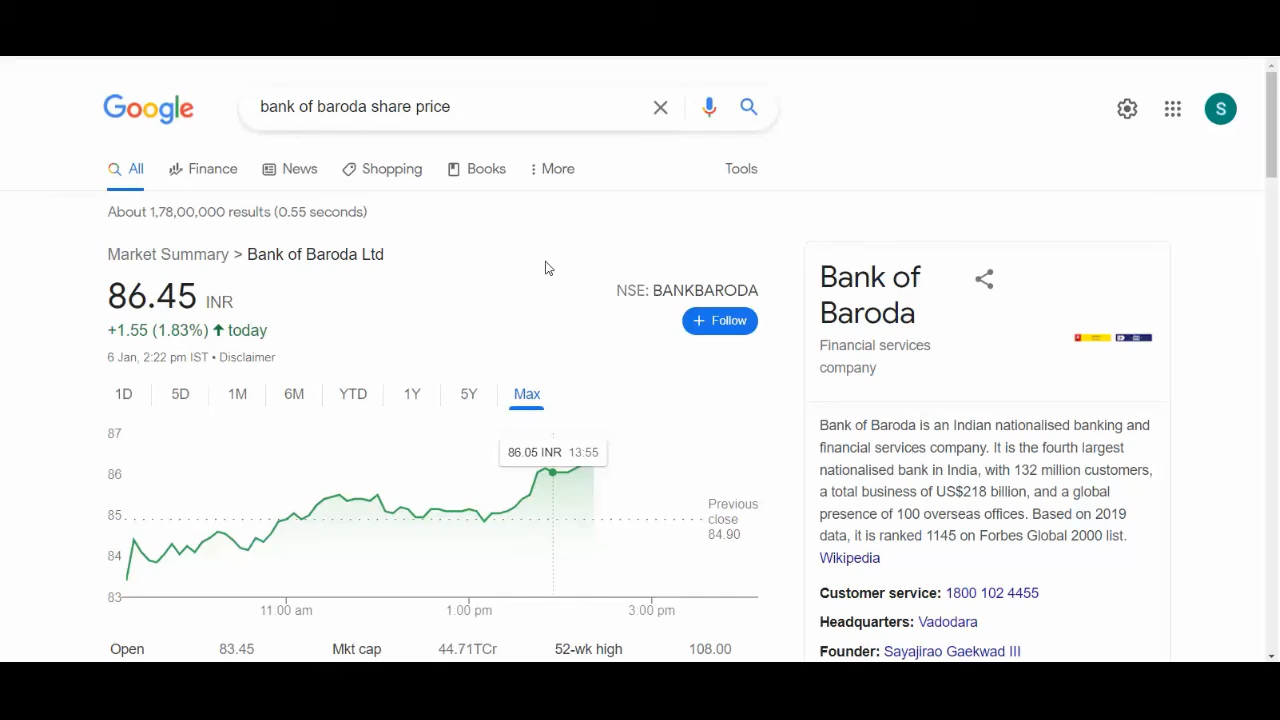 Google
bank of baroda share price
S
All Finance News Shopping Books More Tools
About 1,78,00,000 results (0.55 seconds)
Market Summary > Bank of Baroda Ltd
86.45 INR
+1.55 (1.83%) today
6 Jan, 2:22 pm IST • Disclaimer
NSE: BANKBARODA
+ Follow
1D 5D 1M 6M YTD 1Y 5Y Max
87
86
85
84
83
86.05 INR 13:55
Previous
close
84.90
11:00 am 1:00 pm 3:00 pm
Open 83.45 Mkt cap 44.71TCr 52-wk high 108.00
Bank of
Baroda
Financial services
company
Bank of Baroda is an Indian nationalised banking and
financial services company. It is the fourth largest
nationalised bank in India, with 132 million customers,
a total business of US$218 billion, and a global
presence of 100 overseas offices. Based on 2019
data, it is ranked 1145 on Forbes Global 2000 list.
Wikipedia
Customer service: 1800 102 4455
Headquarters: Vadodara
Founder: Sayajirao Gaekwad III